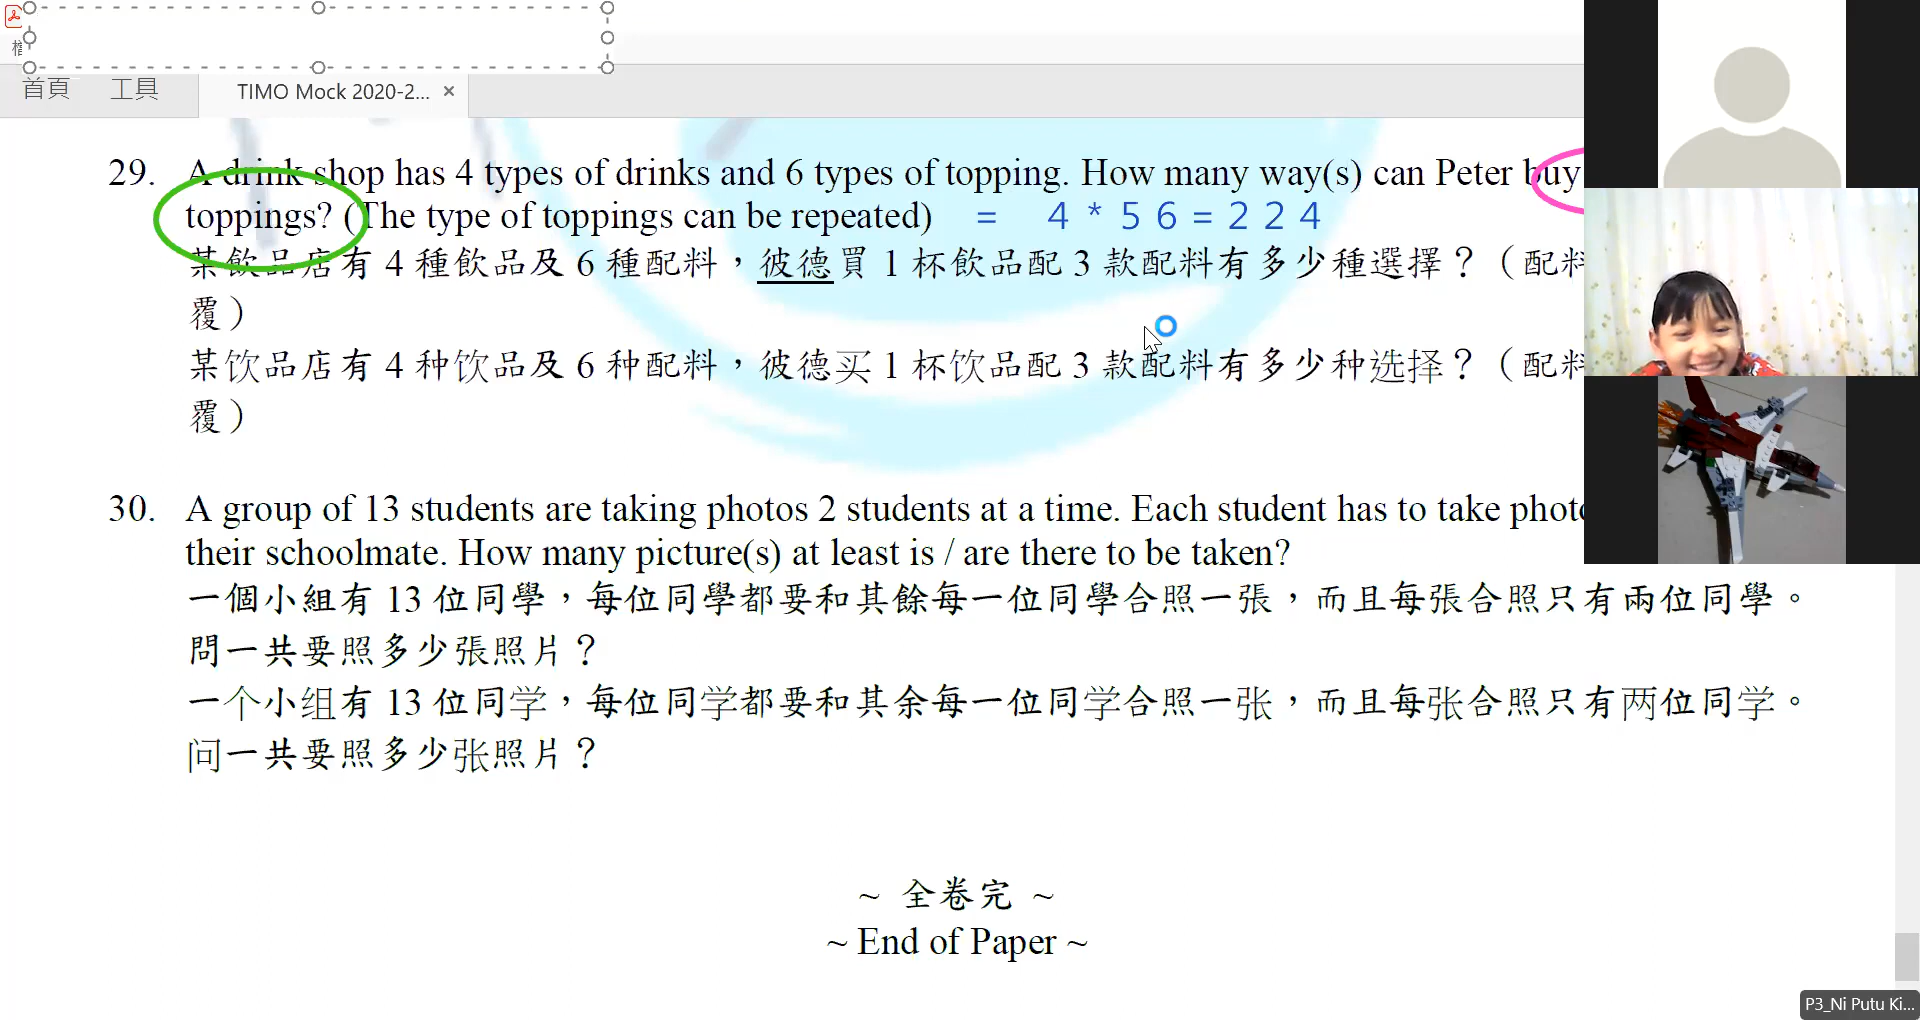 首頁 工具 TIMO Mock 2020-2... ×
29. A drink shop has 4 types of drinks and 6 types of topping. How many way(s) can Peter buy
toppings? (The type of toppings can be repeated) = 4 * 5 6 = 2 2 4
某飲品店有 4 種飲品及 6 種配料，彼德買 1 杯飲品配 3 款配料有多少種選擇？（配料
覆）
某饮品店有 4 种饮品及 6 种配料，彼德买 1 杯饮品配 3 款配料有多少种选择？（配料
覆）
30. A group of 13 students are taking photos 2 students at a time. Each student has to take
their schoolmate. How many picture(s) at least is / are there to be taken?
一個小組有 13 位同學，每位同學都要和其餘每一位同學合照一張，而且每張合照只有兩位同學。
問一共要照多少張照片？
一个小组有 13 位同学，每位同学都要和其余每一位同学合照一张，而且每张合照只有两位同学。
问一共要照多少张照片？
~ 全卷完 ~
~ End of Paper ~
P3_Ni Putu Ki...